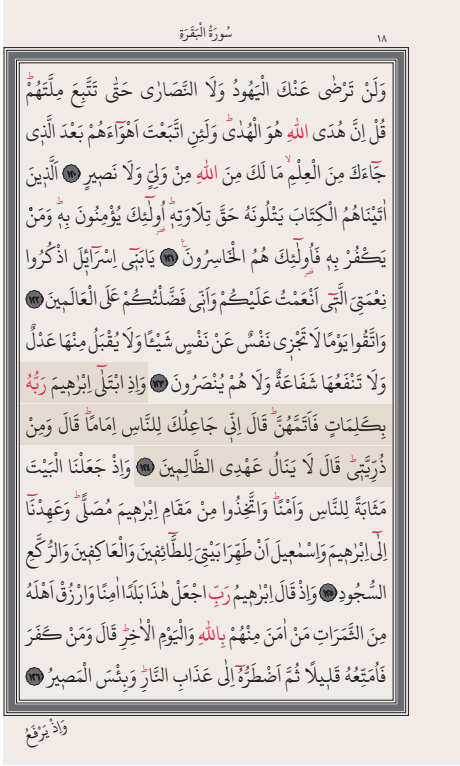 سُورَةُ الْبَقَرَةِ
١٨
وَلَنْ تَرْضٰى عَنْكَ الْيَهُودُ وَلَا النَّصَارٰى حَتّٰى تَتَّبِعَ مِلَّتَهُمْۜ
قُلْ اِنَّ هُدَى اللّٰهِ هُوَ الْهُدٰىۜ وَلَئِنِ اتَّبَعْتَ اَهْوَٓاءَهُمْ بَعْدَ الَّذ۪ي
جَٓاءَكَ مِنَ الْعِلْمِۙ مَا لَكَ مِنَ اللّٰهِ مِنْ وَلِيٍّ وَلَا نَص۪يرٍ ﴿١٢٠﴾ اَلَّذ۪ينَ
اٰتَيْنَاهُمُ الْكِتَابَ يَتْلُونَهُ حَقَّ تِلَاوَتِه۪ۜ اُو۬لٰٓئِكَ يُؤْمِنُونَ بِه۪ۜ وَمَنْ
يَكْفُرْ بِه۪ فَاُو۬لٰٓئِكَ هُمُ الْخَاسِرُونَ۟ ﴿١٢١﴾ يَابَن۪ٓي اِسْرَٓائ۪لَ اذْكُرُوا
نِعْمَتِيَ الَّت۪ٓي اَنْعَمْتُ عَلَيْكُمْ وَاَنّ۪ي فَضَّلْتُكُمْ عَلَى الْعَالَم۪ينَ ﴿١٢٢﴾
وَاتَّقُوا يَوْمًا لَا تَجْز۪ي نَفْسٌ عَنْ نَفْسٍ شَيْـًٔا وَلَا يُقْبَلُ مِنْهَا عَدْلٌ
وَلَا تَنْفَعُهَا شَفَاعَةٌ وَلَا هُمْ يُنْصَرُونَ ﴿١٢٣﴾ وَاِذِ ابْتَلٰٓى اِبْرٰه۪يمَ رَبُّهُ
بِكَلِمَاتٍ فَاَتَمَّهُنَّۜ قَالَ اِنّ۪ي جَاعِلُكَ لِلنَّاسِ اِمَامًاۜ قَالَ وَمِنْ
ذُرِّيَّت۪يۜ قَالَ لَا يَنَالُ عَهْدِي الظَّالِم۪ينَ ﴿١٢٤﴾ وَاِذْ جَعَلْنَا الْبَيْتَ
مَثَابَةً لِلنَّاسِ وَاَمْنًاۜ وَاتَّخِذُوا مِنْ مَقَامِ اِبْرٰه۪يمَ مُصَلًّىۜ وَعَهِدْنَٓا
اِلٰٓى اِبْرٰه۪يمَ وَاِسْمٰع۪يلَ اَنْ طَهِّرَا بَيْتِيَ لِلطَّٓائِف۪ينَ وَالْعَاكِف۪ينَ وَالرُّكَّعِ
السُّجُودِ ﴿١٢٥﴾ وَاِذْ قَالَ اِبْرٰه۪يمُ رَبِّ اجْعَلْ هٰذَا بَلَدًا اٰمِنًا وَارْزُقْ اَهْلَهُ
مِنَ الثَّمَرَاتِ مَنْ اٰمَنَ مِنْهُمْ بِاللّٰهِ وَالْيَوْمِ الْاٰخِرِۜ قَالَ وَمَنْ كَفَرَ
فَاُمَتِّعُهُ قَل۪يلًا ثُمَّ اَضْطَرُّهُٓ اِلٰى عَذَابِ النَّارِۜ وَبِئْسَ الْمَص۪يرُ ﴿١٢٦﴾
وَاِذْ يَرْفَعُ